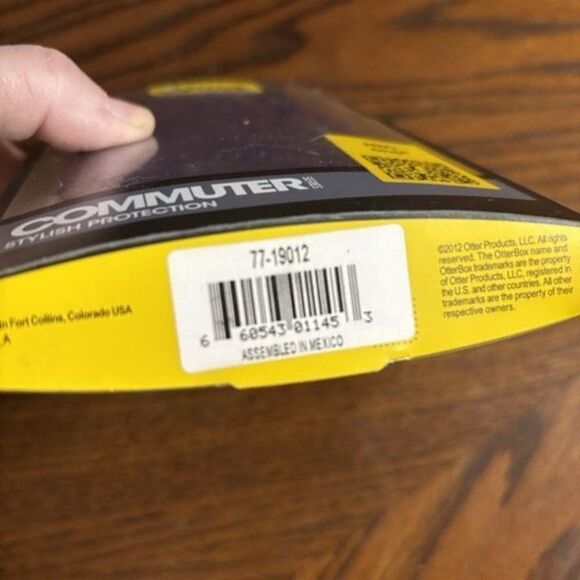 COMMUTER
STYLISH PROTECTION
77-19012
6 60543 01145 3
ASSEMBLED IN MEXICO
in Fort Collins, Colorado USA
©2012 Otter Products, LLC. All rights
reserved. The OtterBox name and
OtterBox trademarks are the property
of Otter Products, LLC, registered in
the U.S. and other countries. All other
trademarks are the property of their
respective owners.